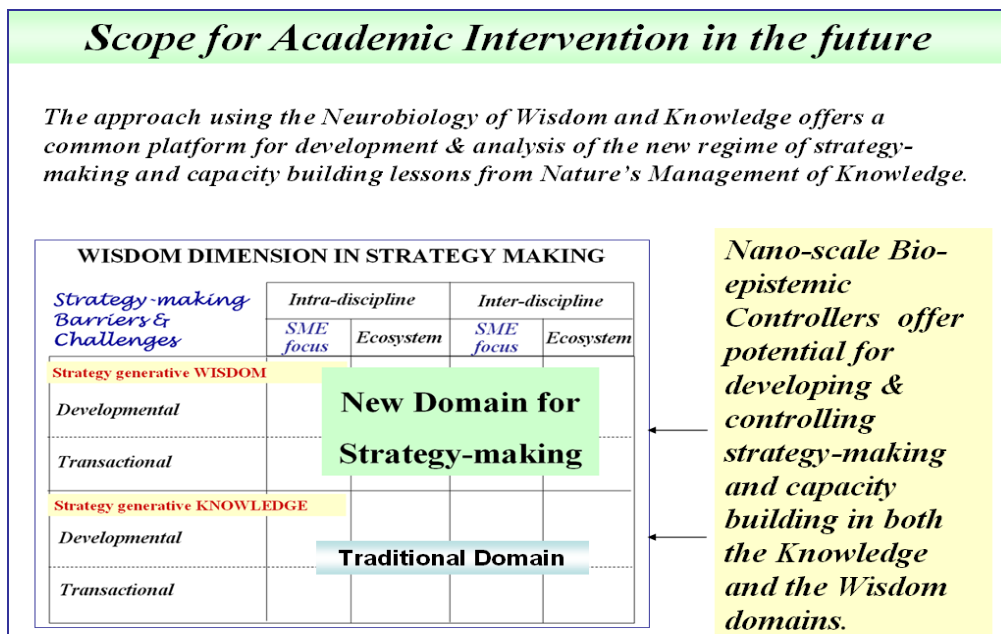 Scope for Academic Intervention in the future
The approach using the Neurobiology of Wisdom and Knowledge offers a
common platform for development & analysis of the new regime of strategy-
making and capacity building lessons from Nature's Management of Knowledge.
WISDOM DIMENSION IN STRATEGY MAKING
Strategy-making
Barriers &
Challenges
Intra-discipline
Inter-discipline
SME
focus
Ecosystem
SME
focus
Ecosystem
Strategy generative WISDOM
Developmental
Transactional
New Domain for
Strategy-making
Strategy generative KNOWLEDGE
Developmental
Transactional
Traditional Domain
Nano-scale Bio-
epistemic
Controllers offer
potential for
developing &
controlling
strategy-making
and capacity
building in both
the Knowledge
and the Wisdom
domains.